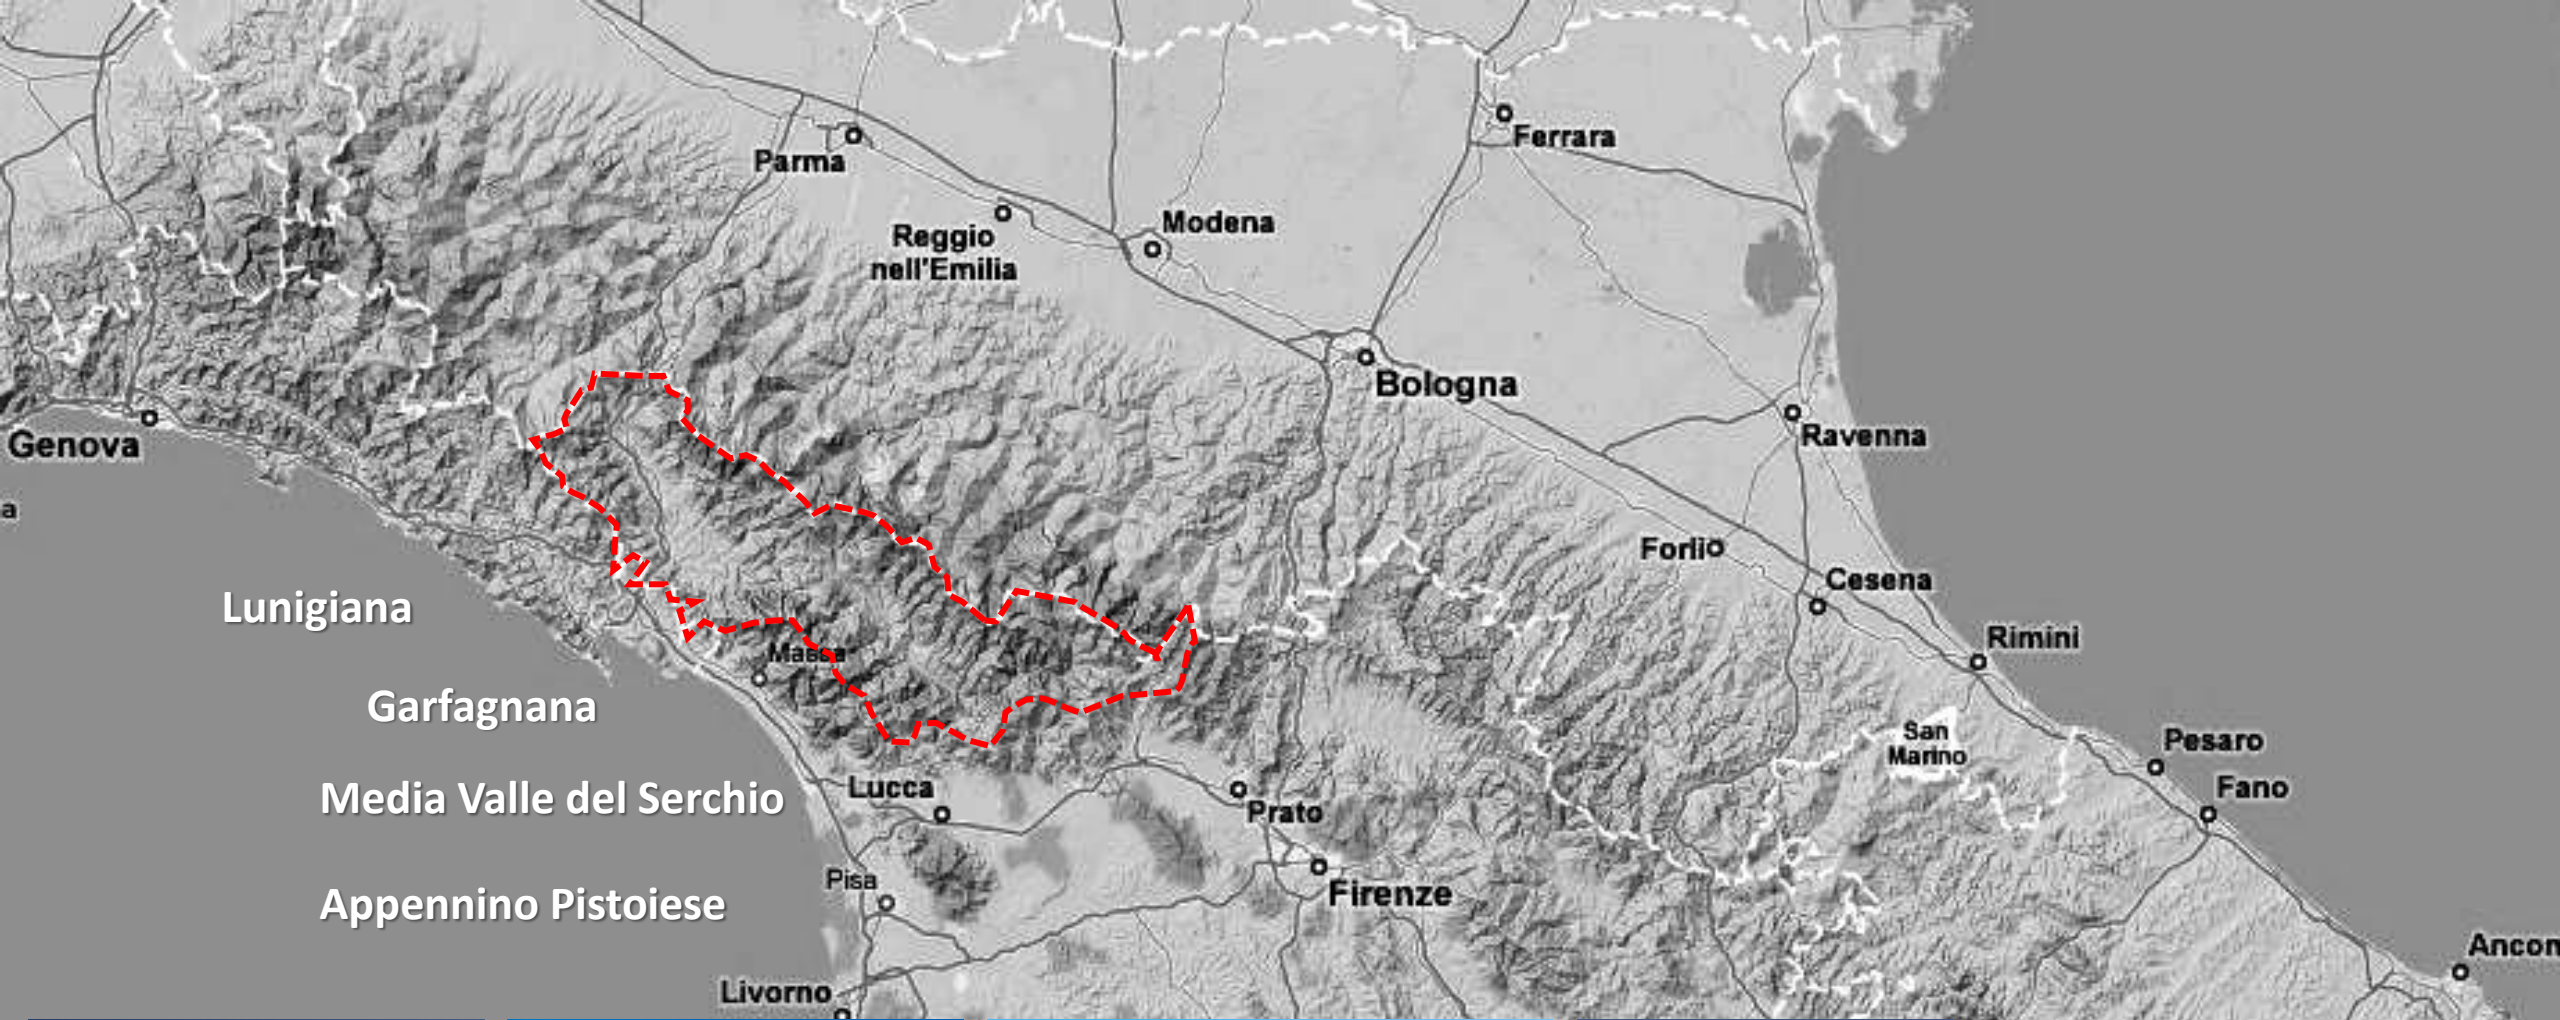 Parma
Ferrara
Reggio
nell'Emilia
Modena
Bologna
Genova
Ravenna
a
Forlì
Cesena
Lunigiana
Rimini
Massa
Garfagnana
San
Marino
Pesaro
Fano
Media Valle del Serchio
Lucca
Prato
Pisa
Firenze
Appennino Pistoiese
Ancon
Livorno